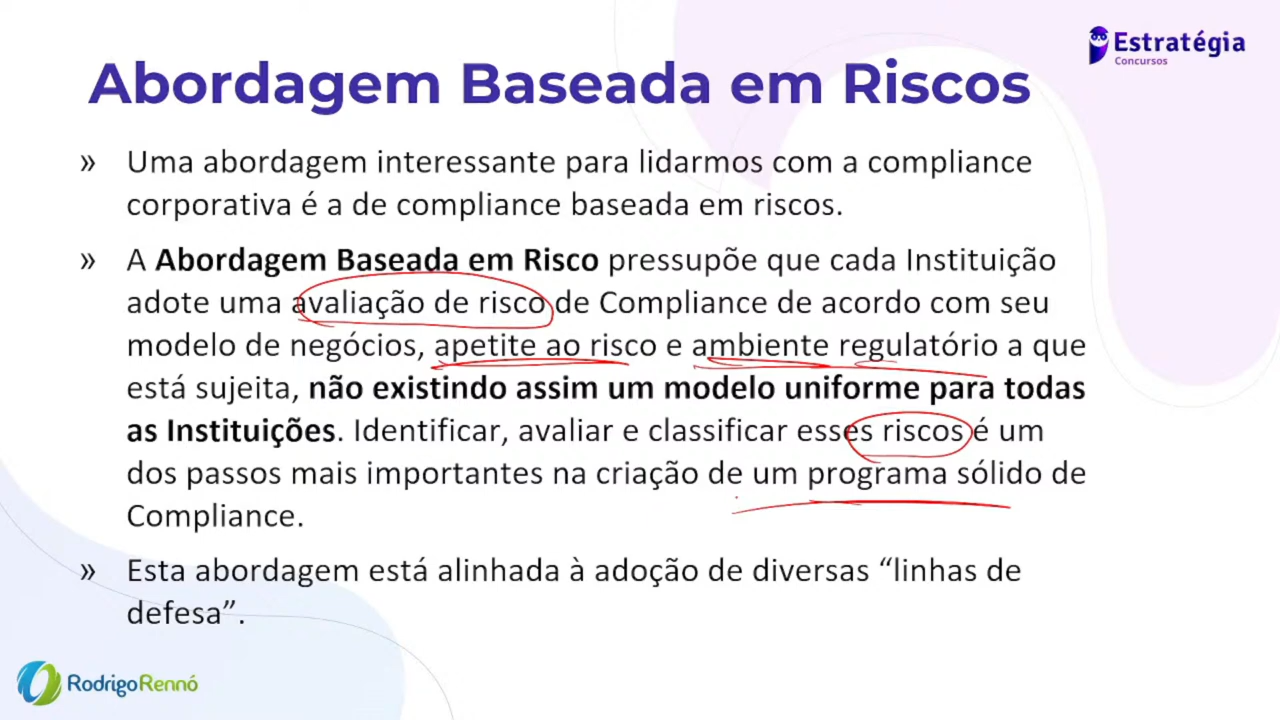 Estratégia
Concursos
Abordagem Baseada em Riscos
» Uma abordagem interessante para lidarmos com a compliance
corporativa é a de compliance baseada em riscos.
» A Abordagem Baseada em Risco pressupõe que cada Instituição
adote uma avaliação de risco de Compliance de acordo com seu
modelo de negócios, apetite ao risco e ambiente regulatório a que
está sujeita, não existindo assim um modelo uniforme para todas
as Instituições. Identificar, avaliar e classificar esses riscos é um
dos passos mais importantes na criação de um programa sólido de
Compliance.
» Esta abordagem está alinhada à adoção de diversas “linhas de
defesa”.
RodrigoRennó